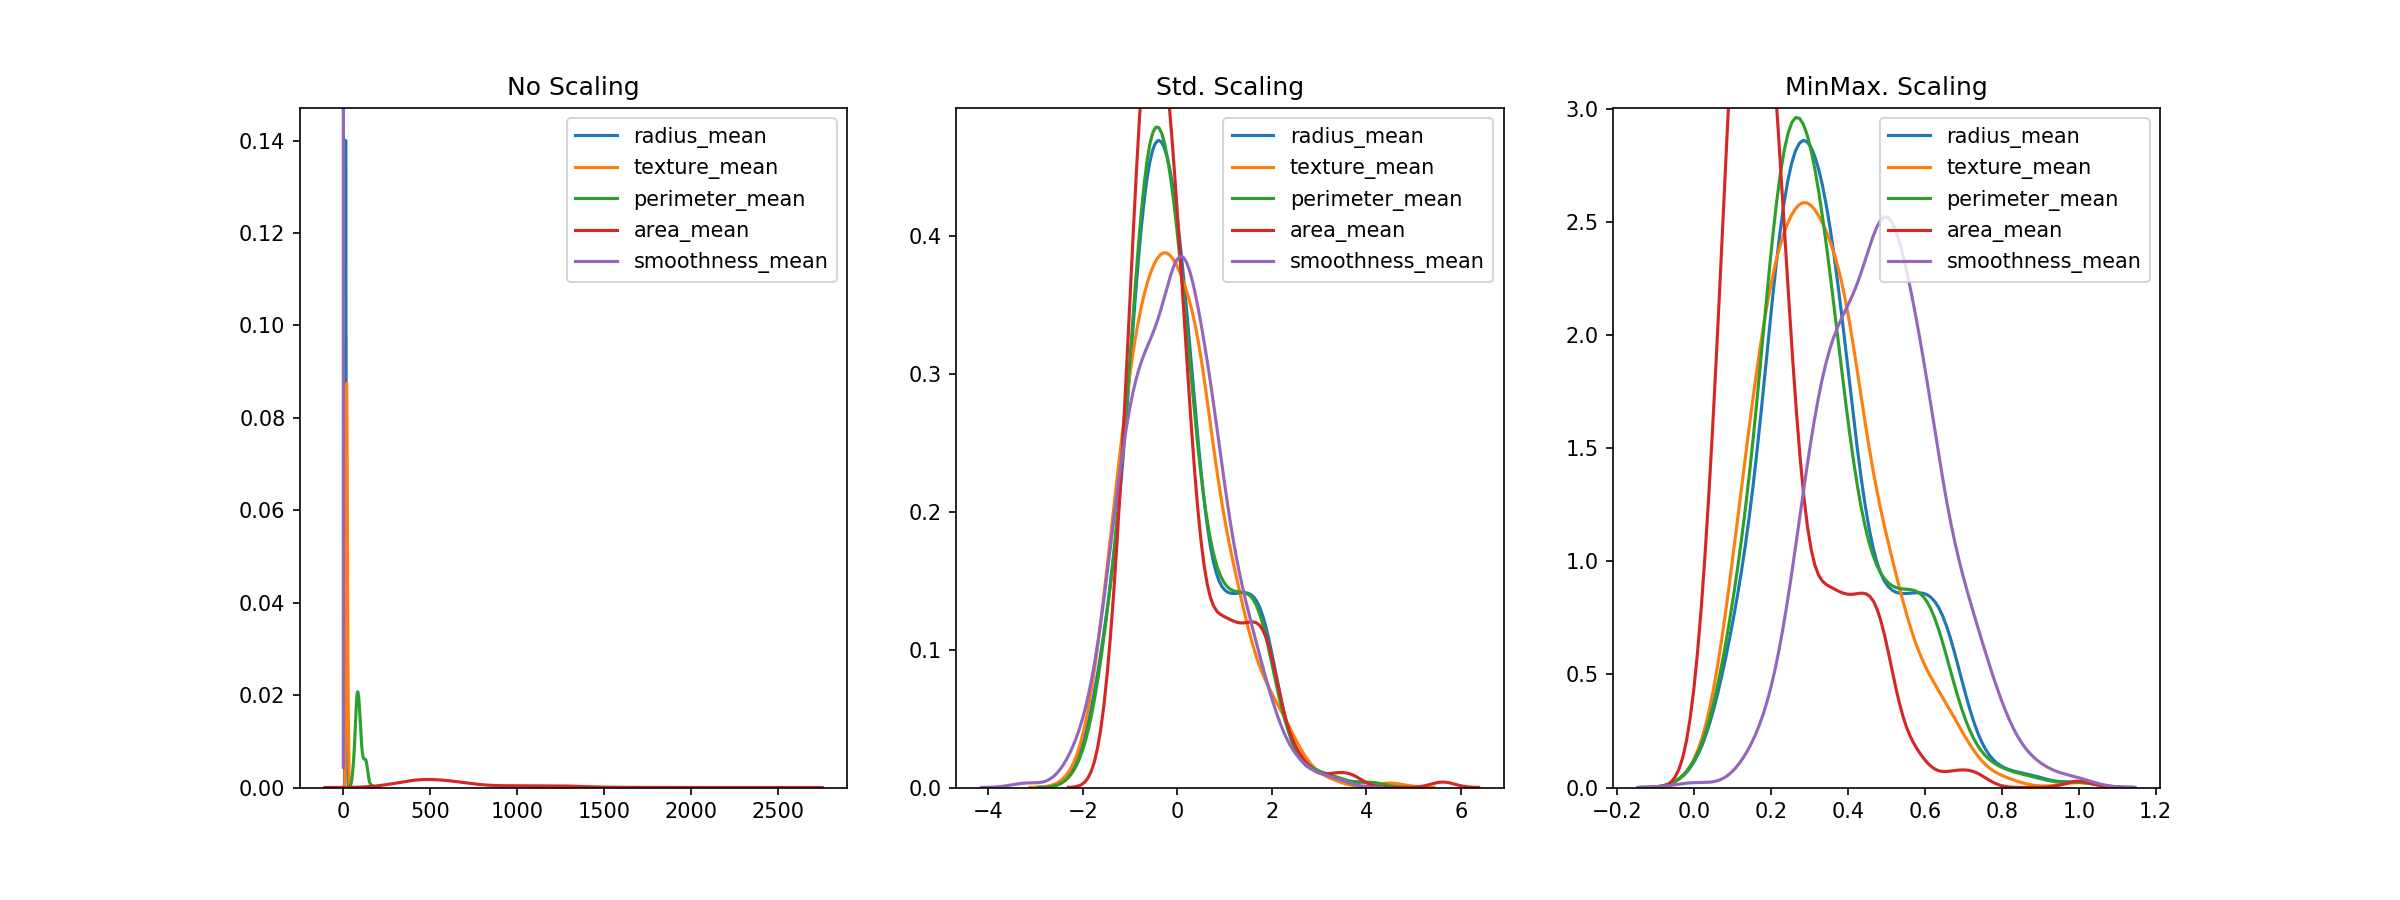 No Scaling
0.14
0.12
0.10
0.08
0.06
0.04
0.02
0.00
0 500 1000 1500 2000 2500
radius_mean
texture_mean
perimeter_mean
area_mean
smoothness_mean
Std. Scaling
0.4
0.3
0.2
0.1
0.0
−4 −2 0 2 4 6
radius_mean
texture_mean
perimeter_mean
area_mean
smoothness_mean
MinMax. Scaling
3.0
2.5
2.0
1.5
1.0
0.5
0.0
−0.2 0.0 0.2 0.4 0.6 0.8 1.0 1.2
radius_mean
texture_mean
perimeter_mean
area_mean
smoothness_mean